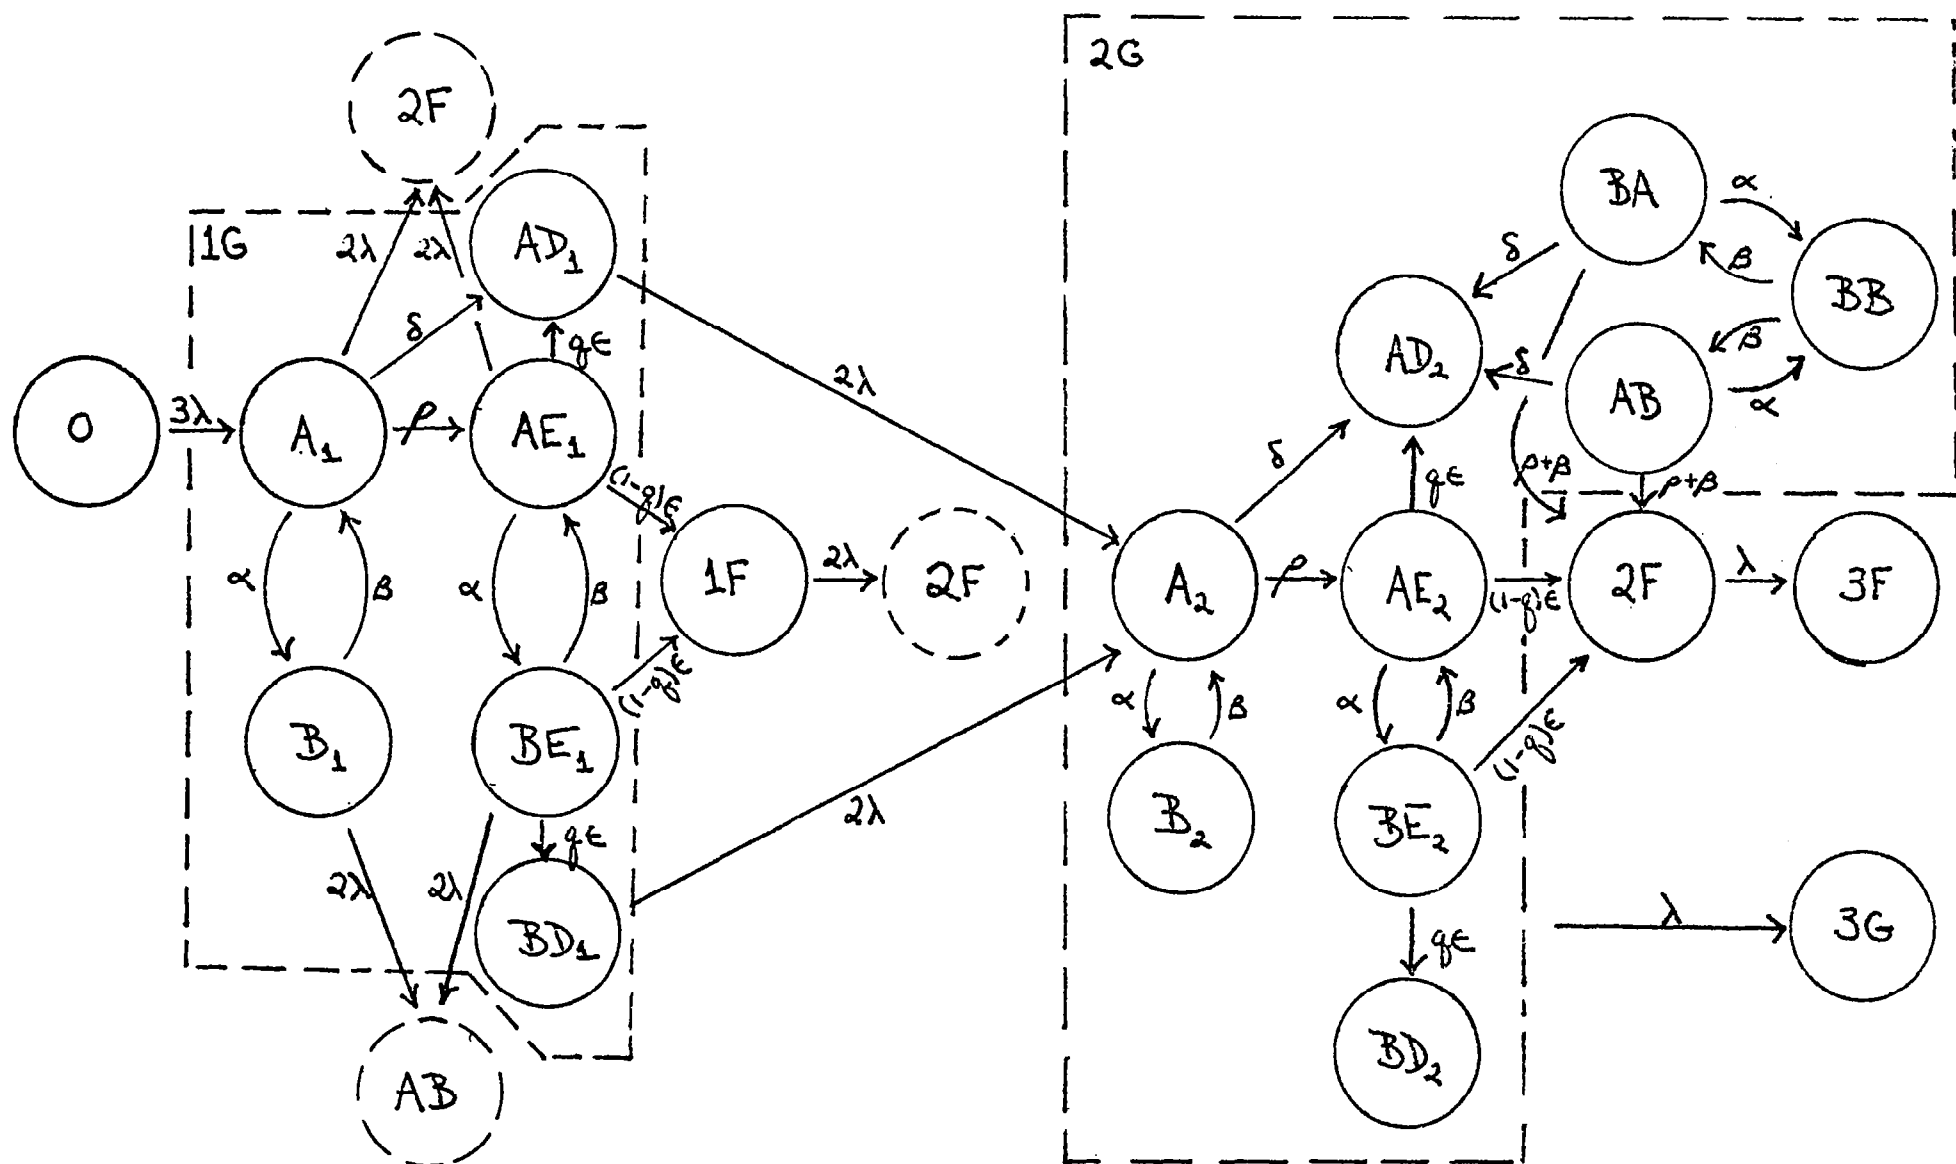 2G
2F
BA
α
1G
2λ
2λ
AD₁
δ
β
BB
δ
qϵ
AD₂
δ
β
AB
α
2λ
0
3λ
A₁
ρ
AE₁
(1-q)ϵ
δ
qϵ
ρ+β
ρ+β
α
β
α
β
1F
2λ
2F
A₂
ρ
AE₂
(1-q)ϵ
2F
λ
3F
(1-q)ϵ
α
β
α
β
B₁
BE₁
(1-q)ϵ
B₂
BE₂
2λ
qϵ
2λ
2λ
BD₁
qϵ
λ
3G
AB
BD₂